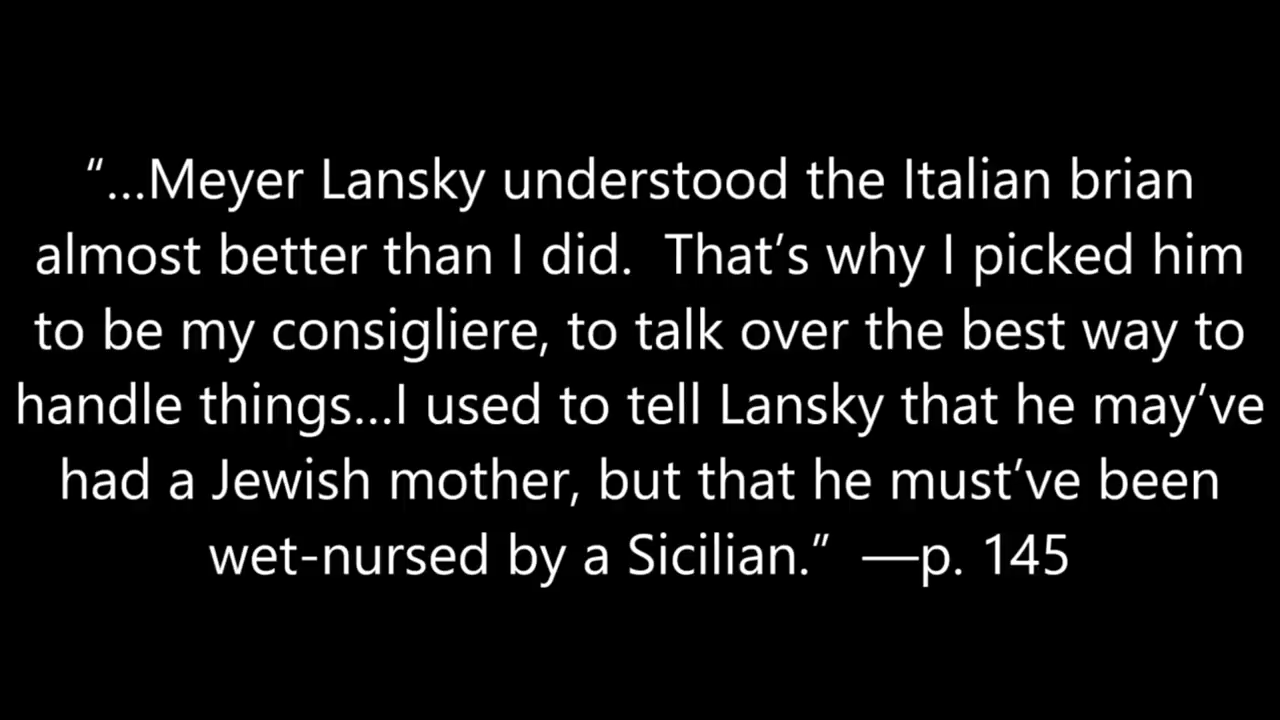 “...Meyer Lansky understood the Italian brian
almost better than I did.  That’s why I picked him
to be my consigliere, to talk over the best way to
handle things...I used to tell Lansky that he may’ve
had a Jewish mother, but that he must’ve been
wet-nursed by a Sicilian.”  —p. 145